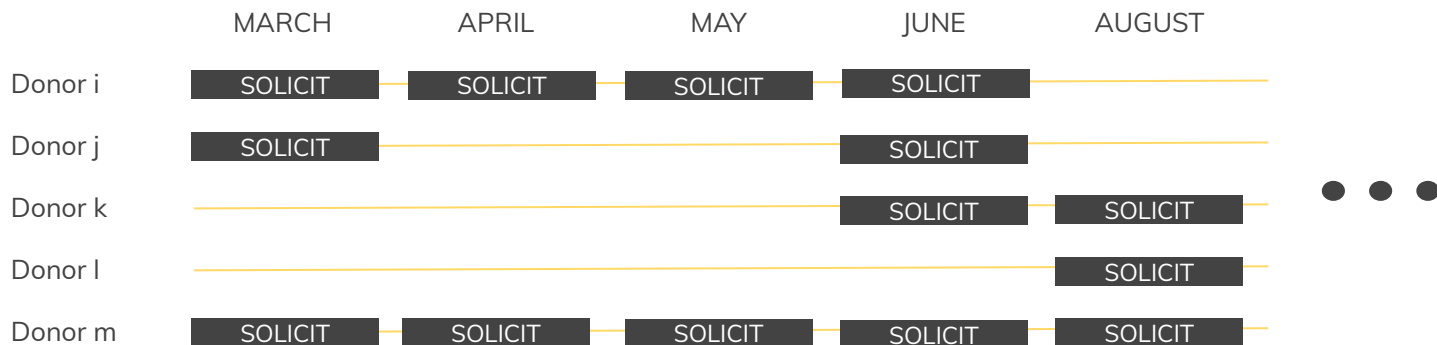 MARCH APRIL MAY JUNE AUGUST
Donor i SOLICIT SOLICIT SOLICIT SOLICIT
Donor j SOLICIT SOLICIT
Donor k SOLICIT SOLICIT
Donor l SOLICIT
Donor m SOLICIT SOLICIT SOLICIT SOLICIT SOLICIT